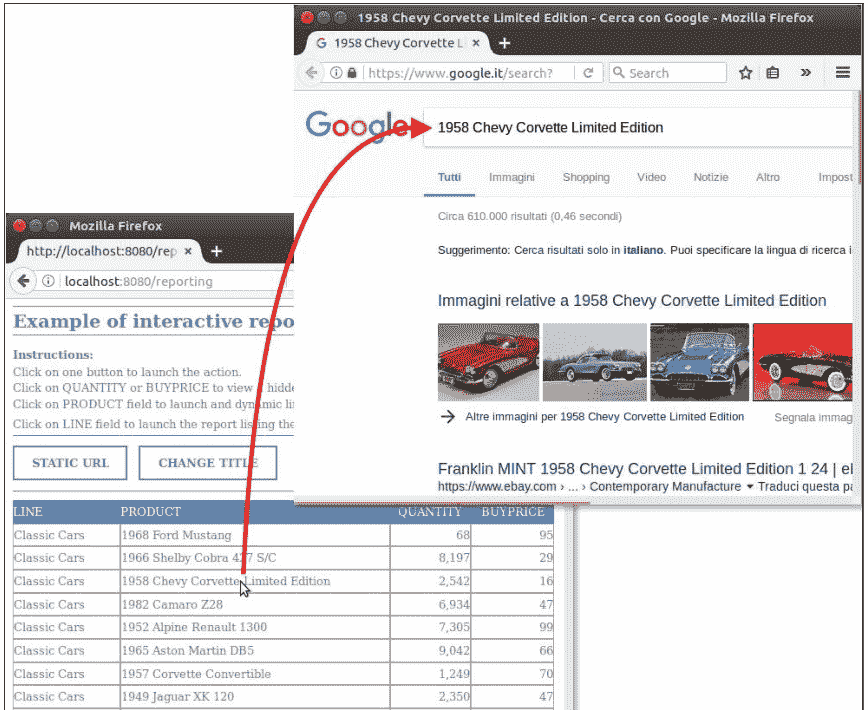 1958 Chevy Corvette Limited Edition - Cerca con Google - Mozilla Firefox
1958 Chevy Corvette L
https://www.google.it/search?
Search
Google
1958 Chevy Corvette Limited Edition
Tutti Immagini Shopping Video Notizie Altro Impost
Circa 610.000 risultati (0,46 secondi)
Suggerimento: Cerca risultati solo in italiano. Puoi specificare la lingua di ricerca i
Immagini relative a 1958 Chevy Corvette Limited Edition
Altre immagini per 1958 Chevy Corvette Limited Edition Segnala immag
Franklin MINT 1958 Chevy Corvette Limited Edition 1 24 | el
https://www.ebay.com › ... › Contemporary Manufacture Traduci questa pa
Mozilla Firefox
http://localhost:8080/rep
localhost:8080/reporting
Example of interactive repo
Instructions:
Click on one button to launch the action.
Click on QUANTITY or BUYPRICE to view hidde
Click on PRODUCT field to launch and dynamic li
Click on LINE field to launch the report listing the
STATIC URL CHANGE TITLE
LINE PRODUCT QUANTITY BUYPRICE
Classic Cars 1968 Ford Mustang 68 95
Classic Cars 1966 Shelby Cobra 427 S/C 8,197 29
Classic Cars 1958 Chevy Corvette Limited Edition 2,542 16
Classic Cars 1982 Camaro Z28 6,934 47
Classic Cars 1952 Alpine Renault 1300 7,305 99
Classic Cars 1965 Aston Martin DB5 9,042 66
Classic Cars 1957 Corvette Convertible 1,249 70
Classic Cars 1949 Jaguar XK 120 2,350 47